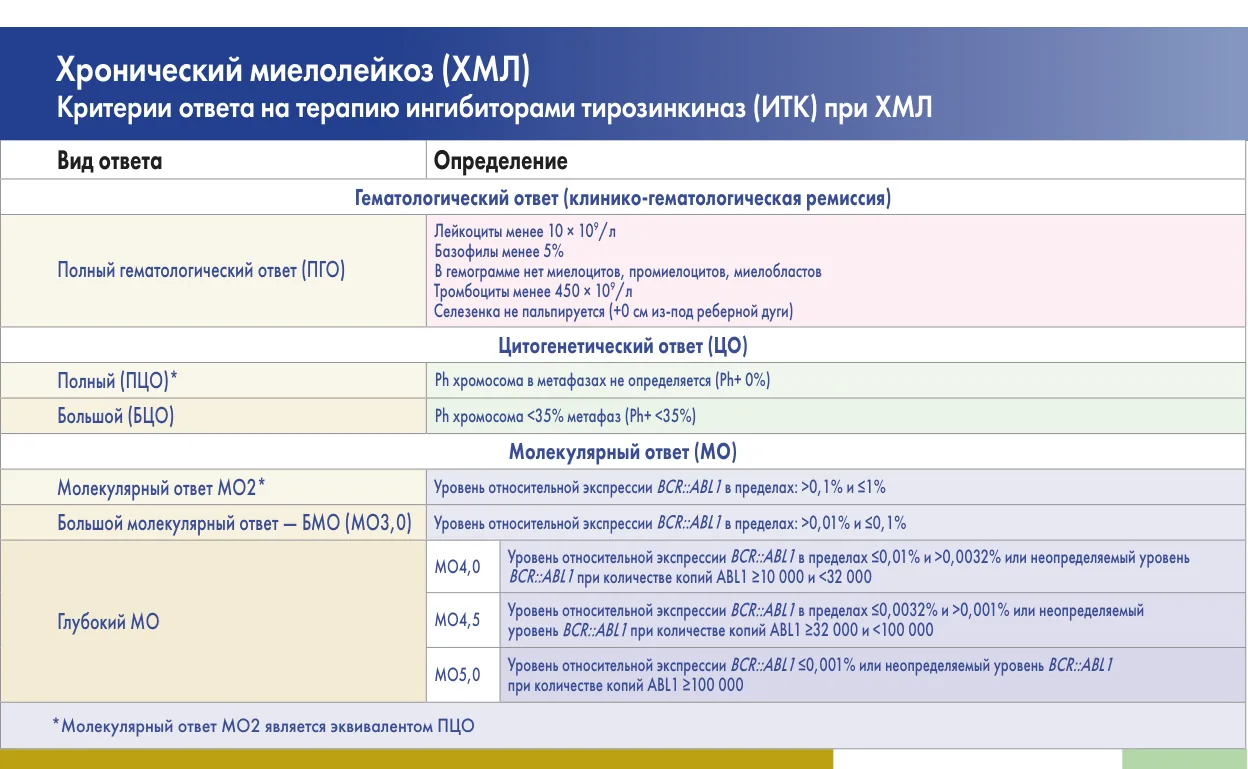 Хронический миелолейкоз (ХМЛ)
Критерии ответа на терапию ингибиторами тирозинкиназ (ИТК) при ХМЛ
Вид ответа
Определение
Гематологический ответ (клинико-гематологическая ремиссия)
Полный гематологический ответ (ПГО)
Лейкоциты менее 10 × 10⁹/л
Базофилы менее 5%
В гемограмме нет миелоцитов, промиелоцитов, миелобластов
Тромбоциты менее 450 × 10⁹/л
Селезенка не пальпируется (+0 см из-под реберной дуги)
Цитогенетический ответ (ЦО)
Полный (ПЦО)*
Ph хромосома в метафазах не определяется (Ph+ 0%)
Большой (БЦО)
Ph хромосома <35% метафаз (Ph+ <35%)
Молекулярный ответ (МО)
Молекулярный ответ МО2*
Уровень относительной экспрессии BCR::ABL1 в пределах: >0,1% и ≤1%
Большой молекулярный ответ — БМО (МО3,0)
Уровень относительной экспрессии BCR::ABL1 в пределах: >0,01% и ≤0,1%
Глубокий МО
МО4,0
Уровень относительной экспрессии BCR::ABL1 в пределах ≤0,01% и >0,0032% или неопределяемый уровень
BCR::ABL1 при количестве копий ABL1 ≥10 000 и <32 000
МО4,5
Уровень относительной экспрессии BCR::ABL1 в пределах ≤0,0032% и >0,001% или неопределяемый
уровень BCR::ABL1 при количестве копий ABL1 ≥32 000 и <100 000
МО5,0
Уровень относительной экспрессии BCR::ABL1 ≤0,001% или неопределяемый уровень BCR::ABL1
при количестве копий ABL1 ≥100 000
*Молекулярный ответ МО2 является эквивалентом ПЦО